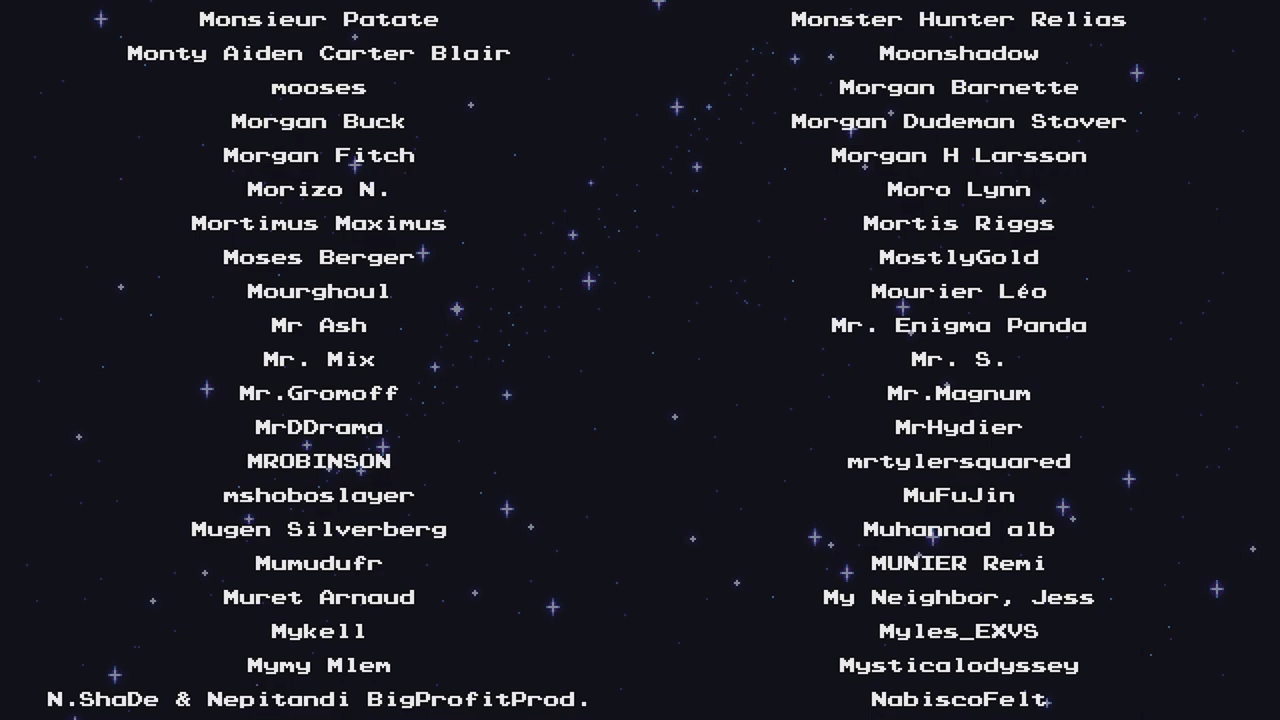 Monsieur Patate
Monster Hunter Relias
Monty Aiden Carter Blair
Moonshadow
mooses
Morgan Barnette
Morgan Buck
Morgan Dudeman Stover
Morgan Fitch
Morgan H Larsson
Morizo N.
Moro Lynn
Mortimus Maximus
Mortis Riggs
Moses Berger
MostlyGold
Mourghoul
Mourier Léo
Mr Ash
Mr. Enigma Panda
Mr. Mix
Mr. S.
Mr.Gromoff
Mr.Magnum
MrDDrama
MrHydier
MROBINSON
mrtylersquared
mshoboslayer
MuFuJin
Mugen Silverberg
Muhannad alb
Mumudufr
MUNIER Remi
Muret Arnaud
My Neighbor, Jess
Mykell
Myles_EXVS
Mymy Mlem
Mysticalodyssey
N.ShaDe & Nepitandi BigProfitProd.
NabiscoFelt